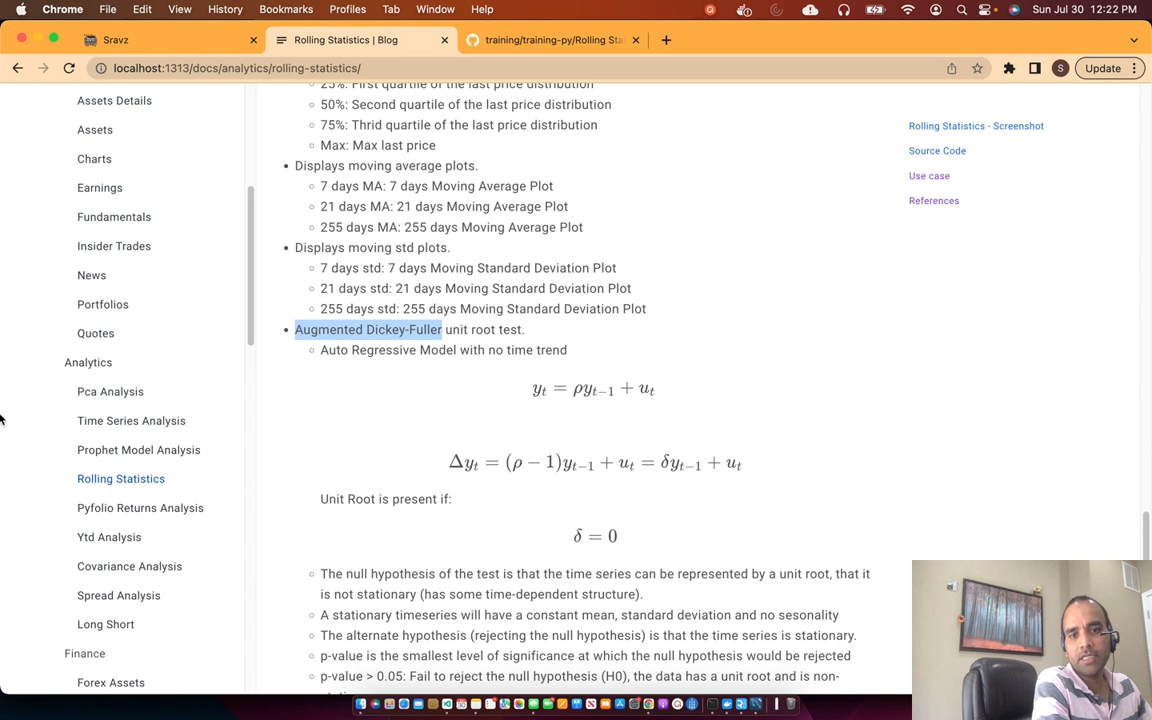 Chrome File Edit View History Bookmarks Profiles Tab Window Help Sun Jul 30 12:22 PM
Sravz Rolling Statistics | Blog training/training-py/Rolling Sta
localhost:1313/docs/analytics/rolling-statistics/ S Update
Assets Details
Assets
Charts
Earnings
Fundamentals
Insider Trades
News
Portfolios
Quotes
Analytics
Pca Analysis
Time Series Analysis
Prophet Model Analysis
Rolling Statistics
Pyfolio Returns Analysis
Ytd Analysis
Covariance Analysis
Spread Analysis
Long Short
Finance
Forex Assets
25%: First quartile of the last price distribution
50%: Second quartile of the last price distribution
75%: Thrid quartile of the last price distribution
Max: Max last price
Displays moving average plots.
7 days MA: 7 days Moving Average Plot
21 days MA: 21 days Moving Average Plot
255 days MA: 255 days Moving Average Plot
Displays moving std plots.
7 days std: 7 days Moving Standard Deviation Plot
21 days std: 21 days Moving Standard Deviation Plot
255 days std: 255 days Moving Standard Deviation Plot
Augmented Dickey-Fuller unit root test.
Auto Regressive Model with no time trend
y_t = ρy_{t−1} + u_t
Δy_t = (ρ − 1)y_{t−1} + u_t = δy_{t−1} + u_t
Unit Root is present if:
δ = 0
The null hypothesis of the test is that the time series can be represented by a unit root, that it
is not stationary (has some time-dependent structure).
A stationary timeseries will have a constant mean, standard deviation and no sesonality
The alternate hypothesis (rejecting the null hypothesis) is that the time series is stationary.
p-value is the smallest level of significance at which the null hypothesis would be rejected
p-value > 0.05: Fail to reject the null hypothesis (H0), the data has a unit root and is non-
Rolling Statistics - Screenshot
Source Code
Use case
References